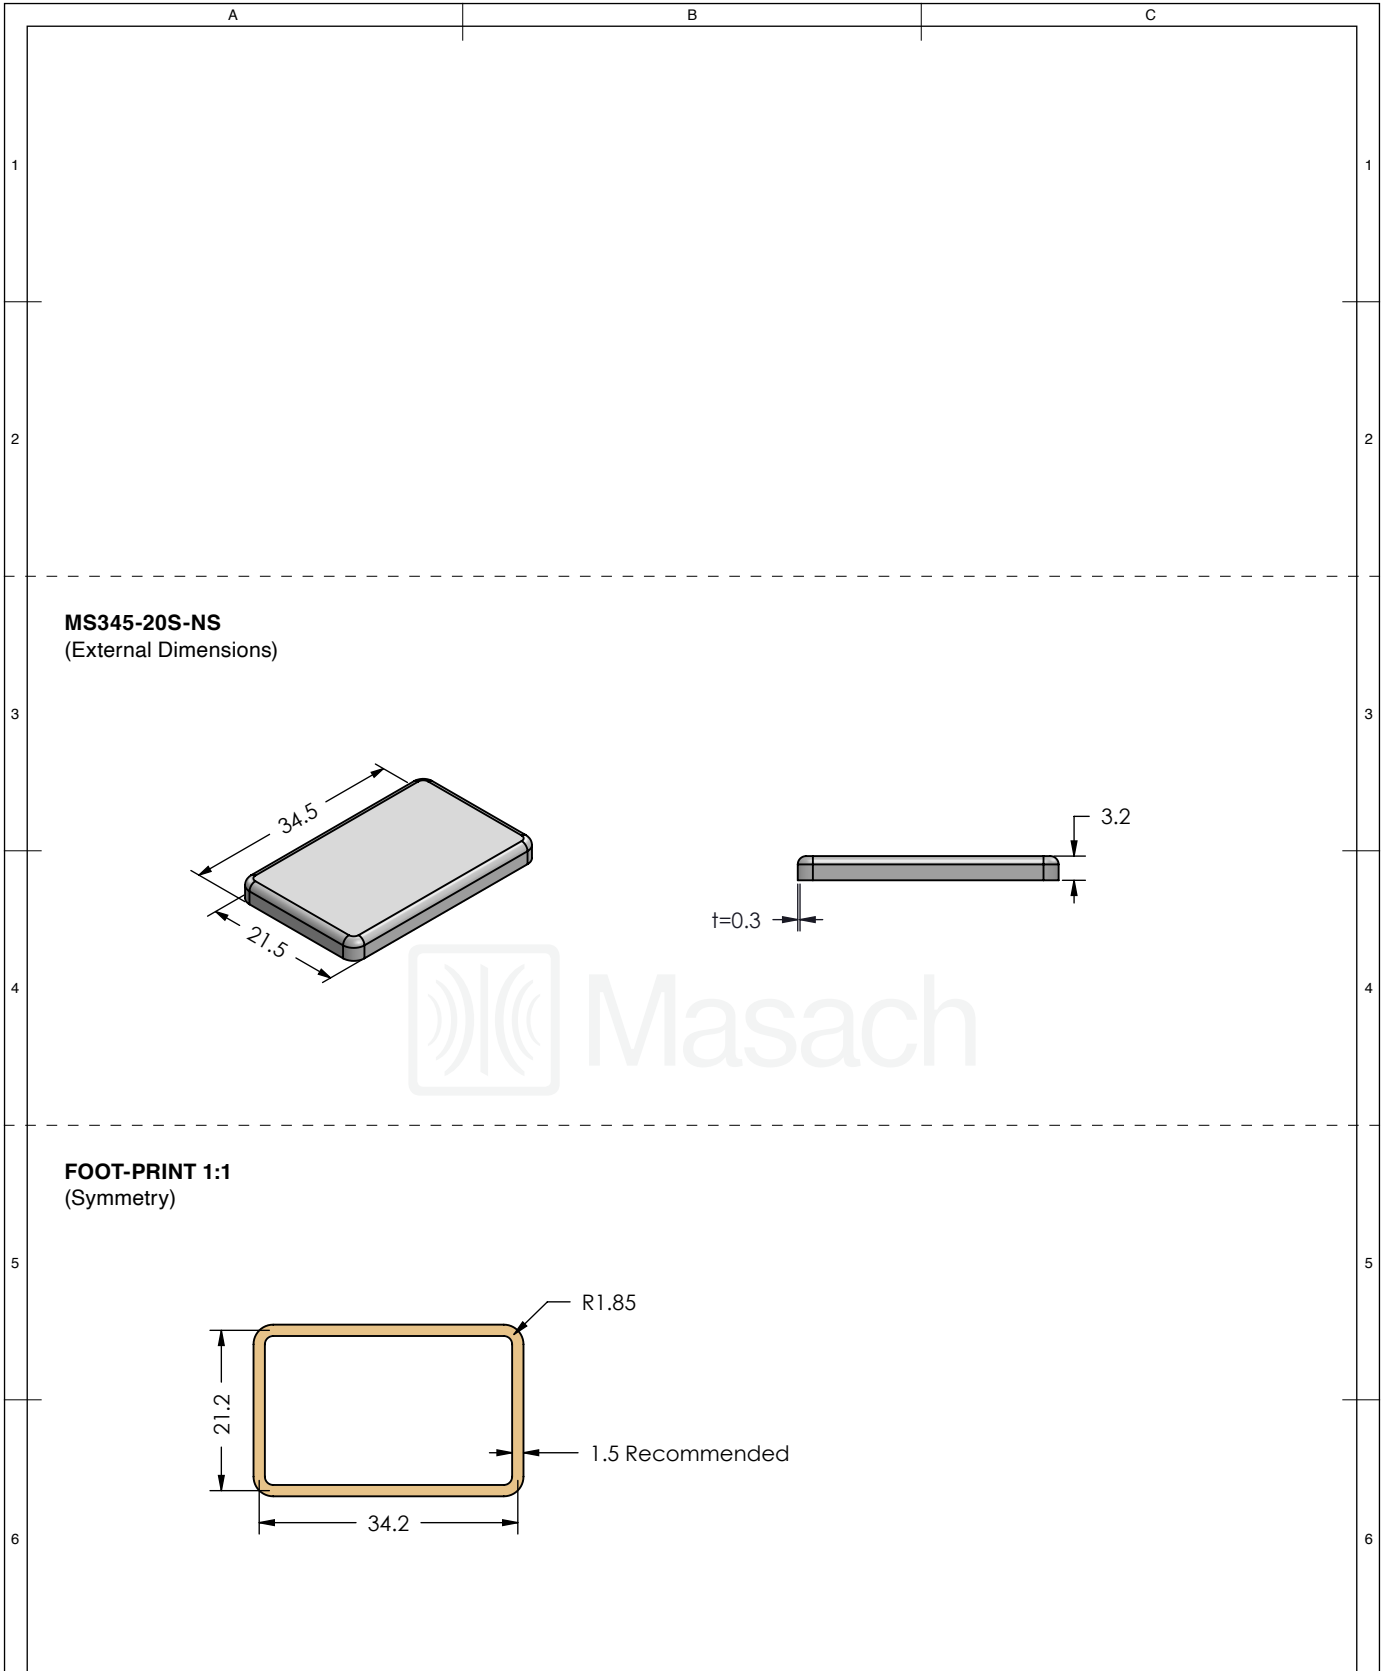 A
B
C
1
1
2
2
MS345-20S-NS
(External Dimensions)
3
3
34.5
3.2
t=0.3
21.5
Masach
4
4
FOOT-PRINT 1:1
(Symmetry)
5
5
R1.85
21.2
1.5 Recommended
34.2
6
6